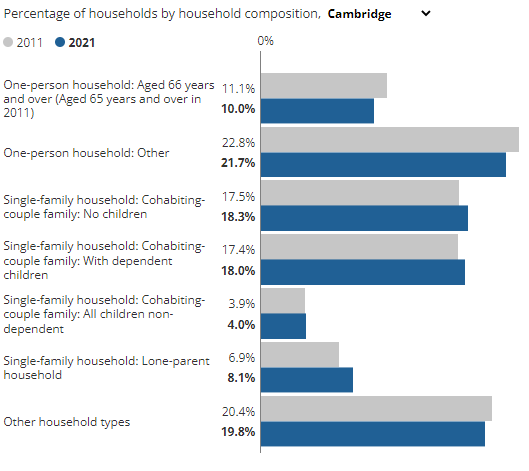 Percentage of households by household composition, Cambridge
2011 2021
0%
One-person household: Aged 66 years
and over (Aged 65 years and over in
2011)
11.1%
10.0%
One-person household: Other
22.8%
21.7%
Single-family household: Cohabiting-
couple family: No children
17.5%
18.3%
Single-family household: Cohabiting-
couple family: With dependent
children
17.4%
18.0%
Single-family household: Cohabiting-
couple family: All children non-
dependent
3.9%
4.0%
Single-family household: Lone-parent
household
6.9%
8.1%
Other household types
20.4%
19.8%